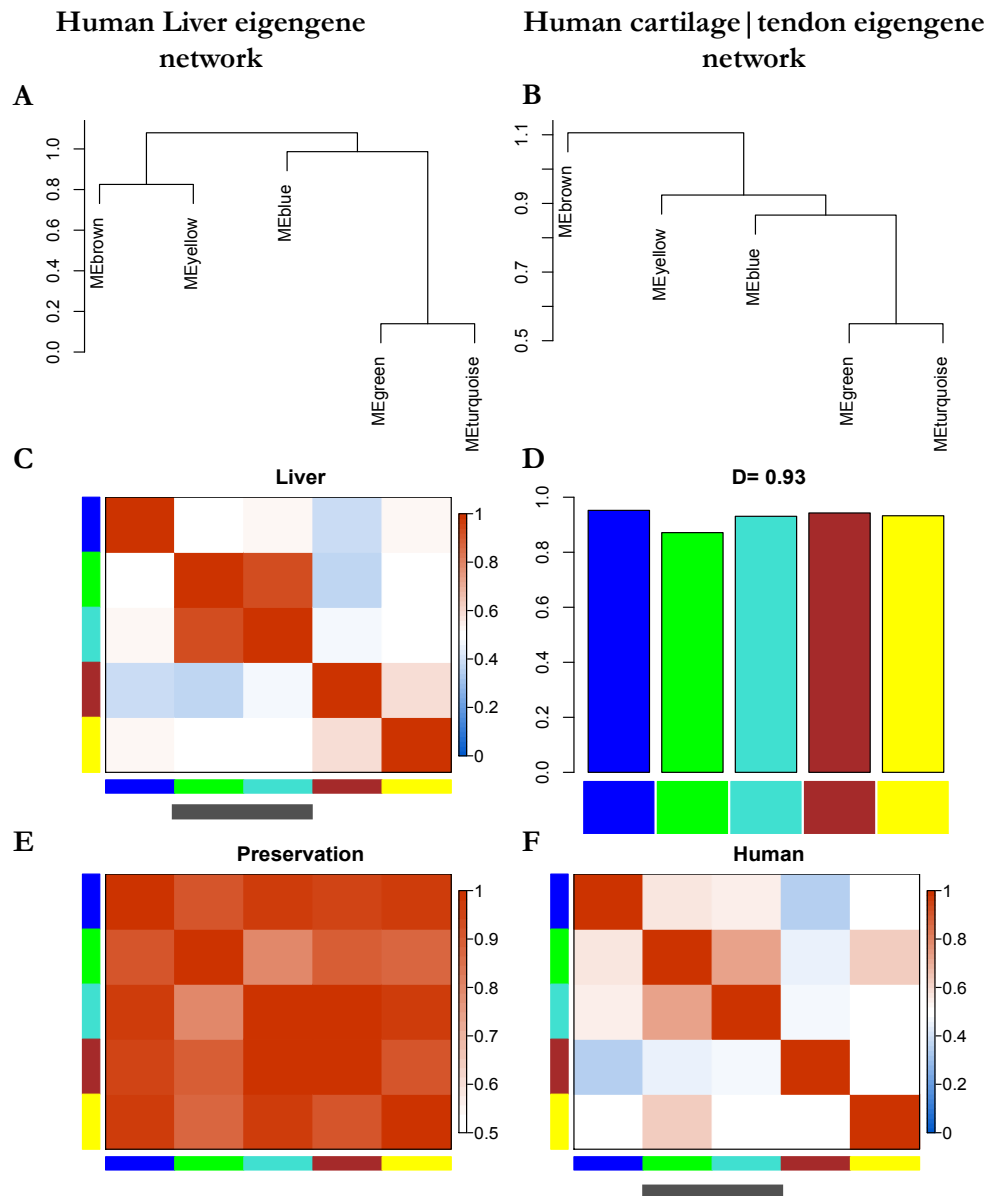 Human Liver eigengene
network
Human cartilage|tendon eigengene
network
A
1.0
0.8
0.6
0.4
0.2
0.0
MEbrown
MEyellow
MEblue
MEgreen
MEturquoise
B
1.1
0.9
0.7
0.5
MEbrown
MEyellow
MEblue
MEgreen
MEturquoise
C
Liver
1
0.8
0.6
0.4
0.2
0
D
D= 0.93
1.0
0.8
0.6
0.4
0.2
0.0
E
Preservation
1
0.9
0.8
0.7
0.6
0.5
F
Human
1
0.8
0.6
0.4
0.2
0